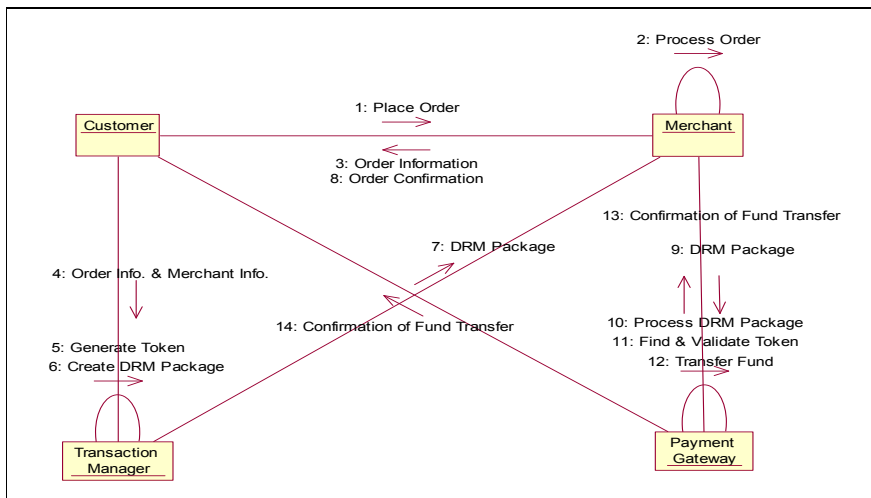 2: Process Order
1: Place Order
Customer
Merchant
3: Order Information
8: Order Confirmation
13: Confirmation of Fund Transfer
7: DRM Package
9: DRM Package
4: Order Info. & Merchant Info.
14: Confirmation of Fund Transfer
10: Process DRM Package
5: Generate Token
11: Find & Validate Token
6: Create DRM Package
12: Transfer Fund
Transaction
Manager
Payment
Gateway